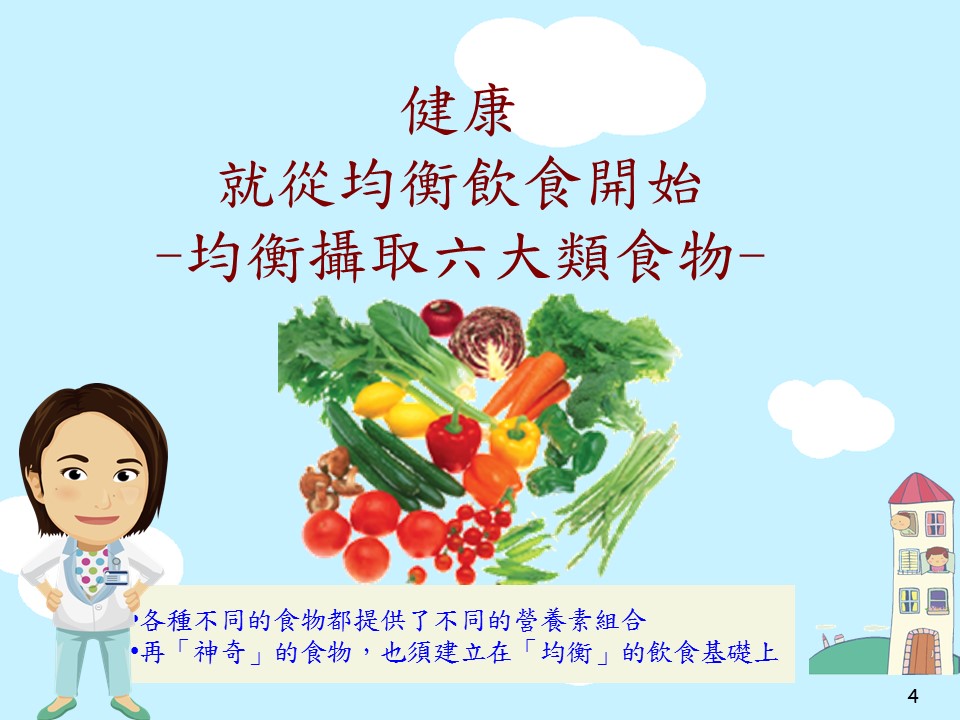 健康
就從均衡飲食開始
-均衡攝取六大類食物-
•各種不同的食物都提供了不同的營養素組合
•再「神奇」的食物，也須建立在「均衡」的飲食基礎上
4